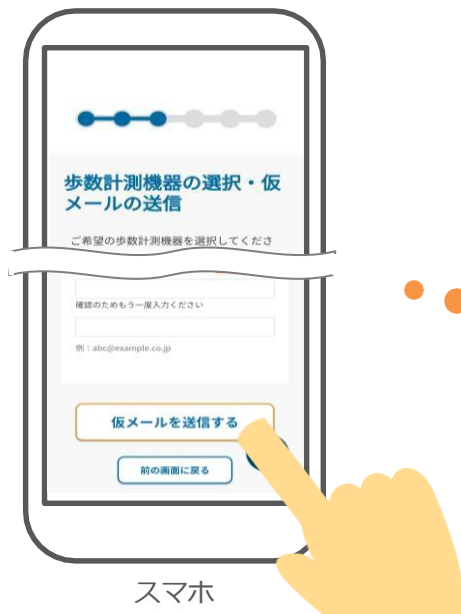 歩数計測機器の選択・仮
メールの送信
ご希望の歩数計測機器を選択してくださ
確認のためもう一度入力ください
例：abc@example.co.jp
仮メールを送信する
前の画面に戻る
スマホ